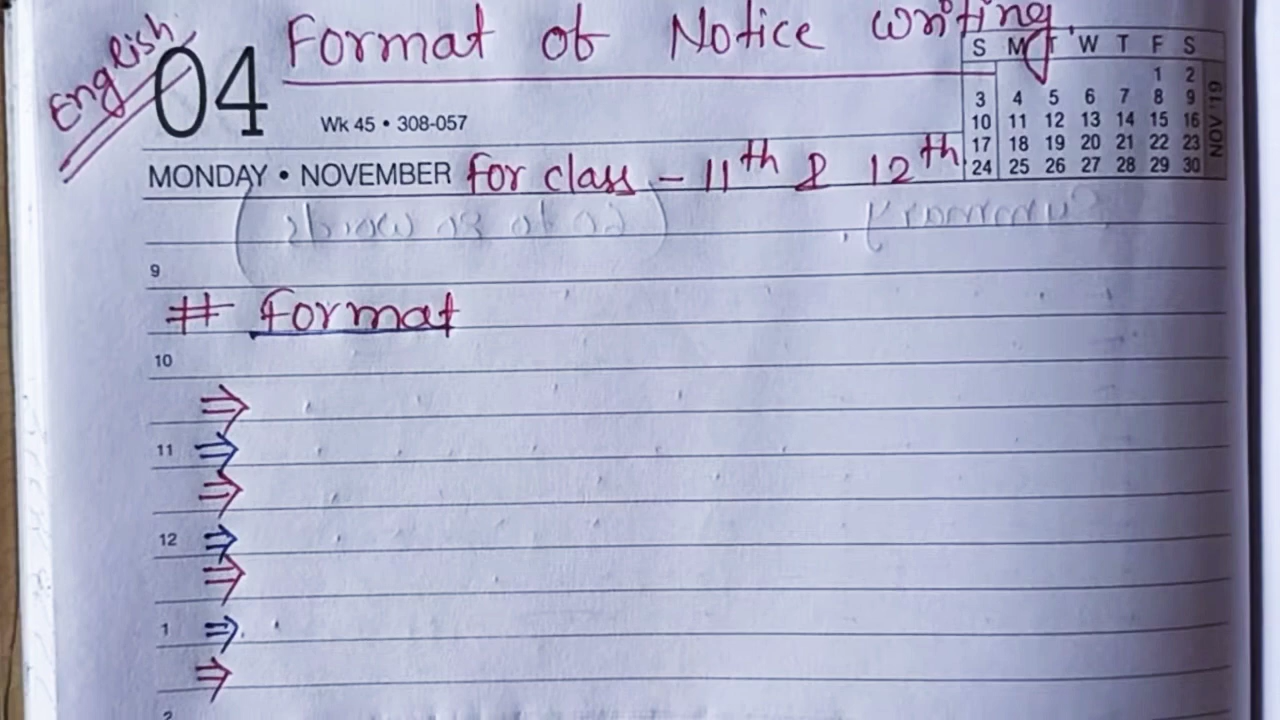 English
Format of Notice writing.
04
Wk 45 • 308-057
S M T W T F S
1 2
3 4 5 6 7 8 9
10 11 12 13 14 15 16
17 18 19 20 21 22 23
24 25 26 27 28 29 30
NOV '19
MONDAY • NOVEMBER for class - 11th & 12th
9
# Format
10
⇒
11 ⇒
⇒
12 ⇒
⇒
1 ⇒
⇒
2